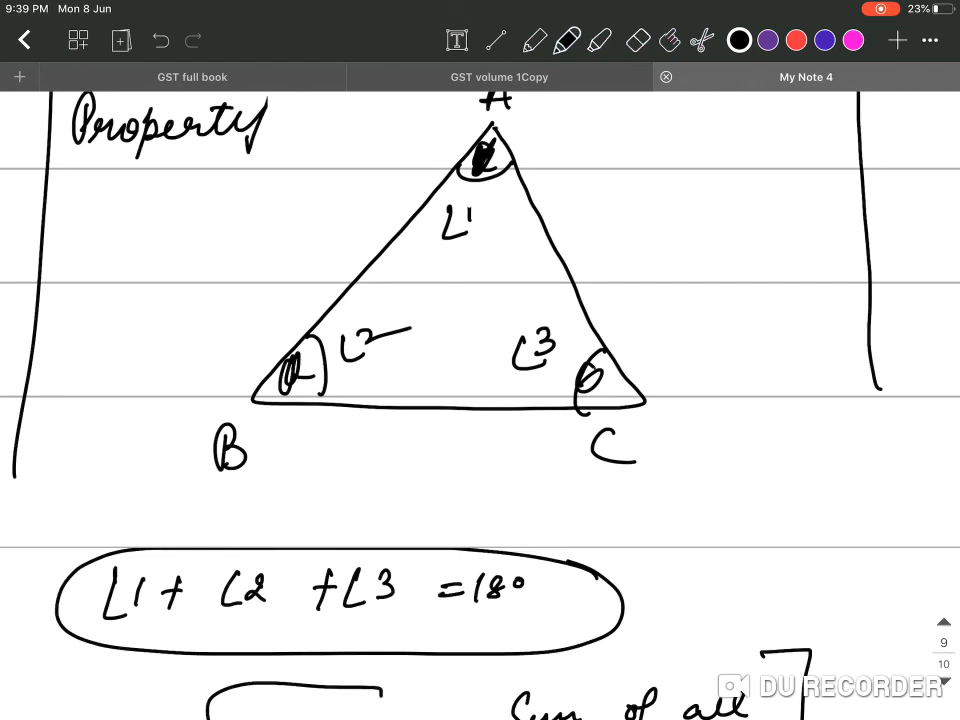 9:39 PM Mon 8 Jun
23%
GST full book
GST volume 1Copy
My Note 4
A
Property
∠1
∠2
∠3
B
C
∠1 + ∠2 + ∠3 = 180
9
10
Sum of all
DU RECORDER